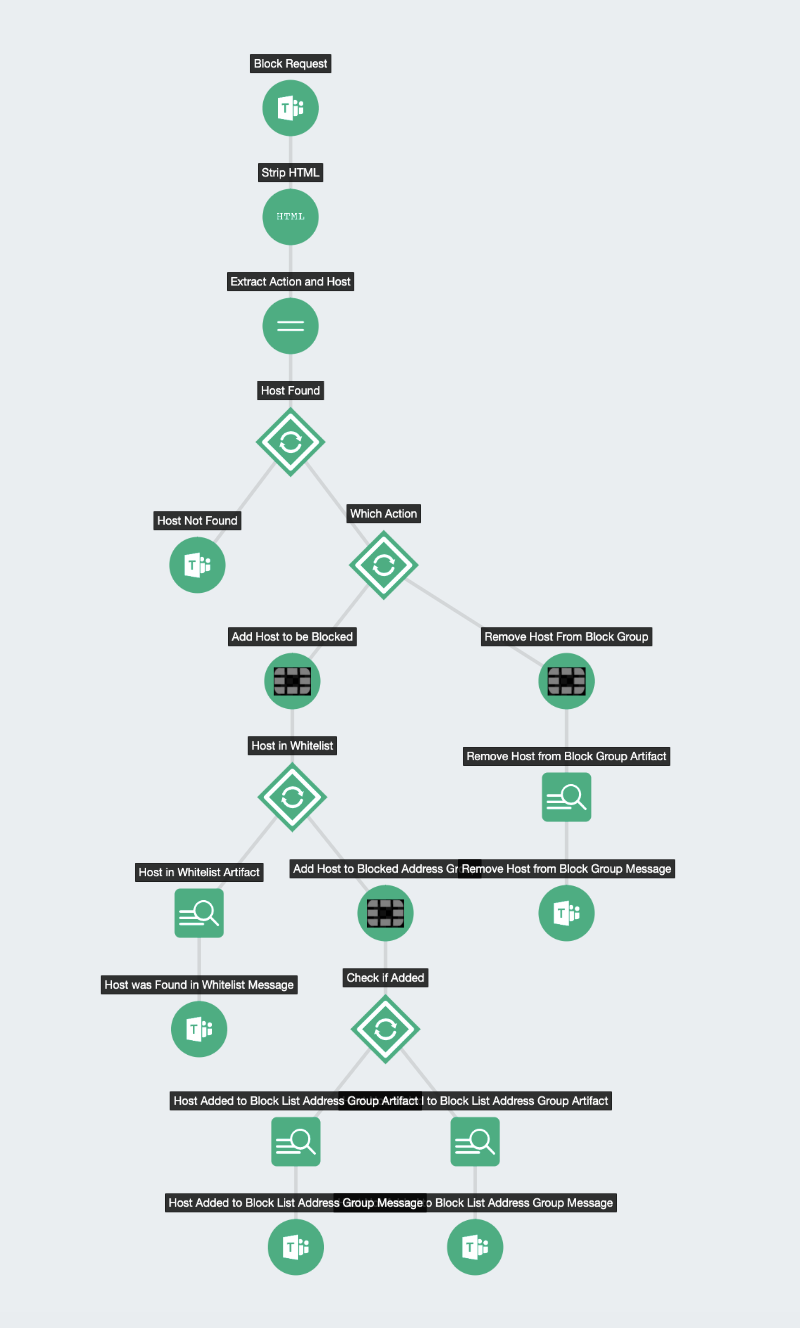 Block Request
T
Strip HTML
HTML
Extract Action and Host
Host Found
Host Not Found
T
Which Action
Add Host to be Blocked
Remove Host From Block Group
Host in Whitelist
Remove Host from Block Group Artifact
Host in Whitelist Artifact
Add Host to Blocked Address
Remove Host from Block Group Message
T
Host was Found in Whitelist Message
T
Check if Added
Host Added to Block List Address Group Artifact
to Block List Address Group Artifact
Host Added to Block List Address Group Message
Block List Address Group Message
T
T